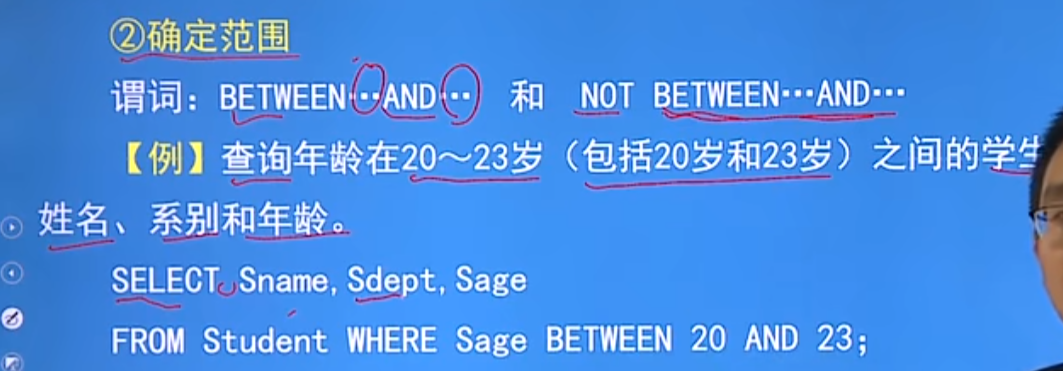 ②确定范围
谓词：BETWEEN…AND… 和 NOT BETWEEN…AND…
【例】查询年龄在20～23岁（包括20岁和23岁）之间的学生
姓名、系别和年龄。
SELECT Sname,Sdept,Sage
FROM Student WHERE Sage BETWEEN 20 AND 23;